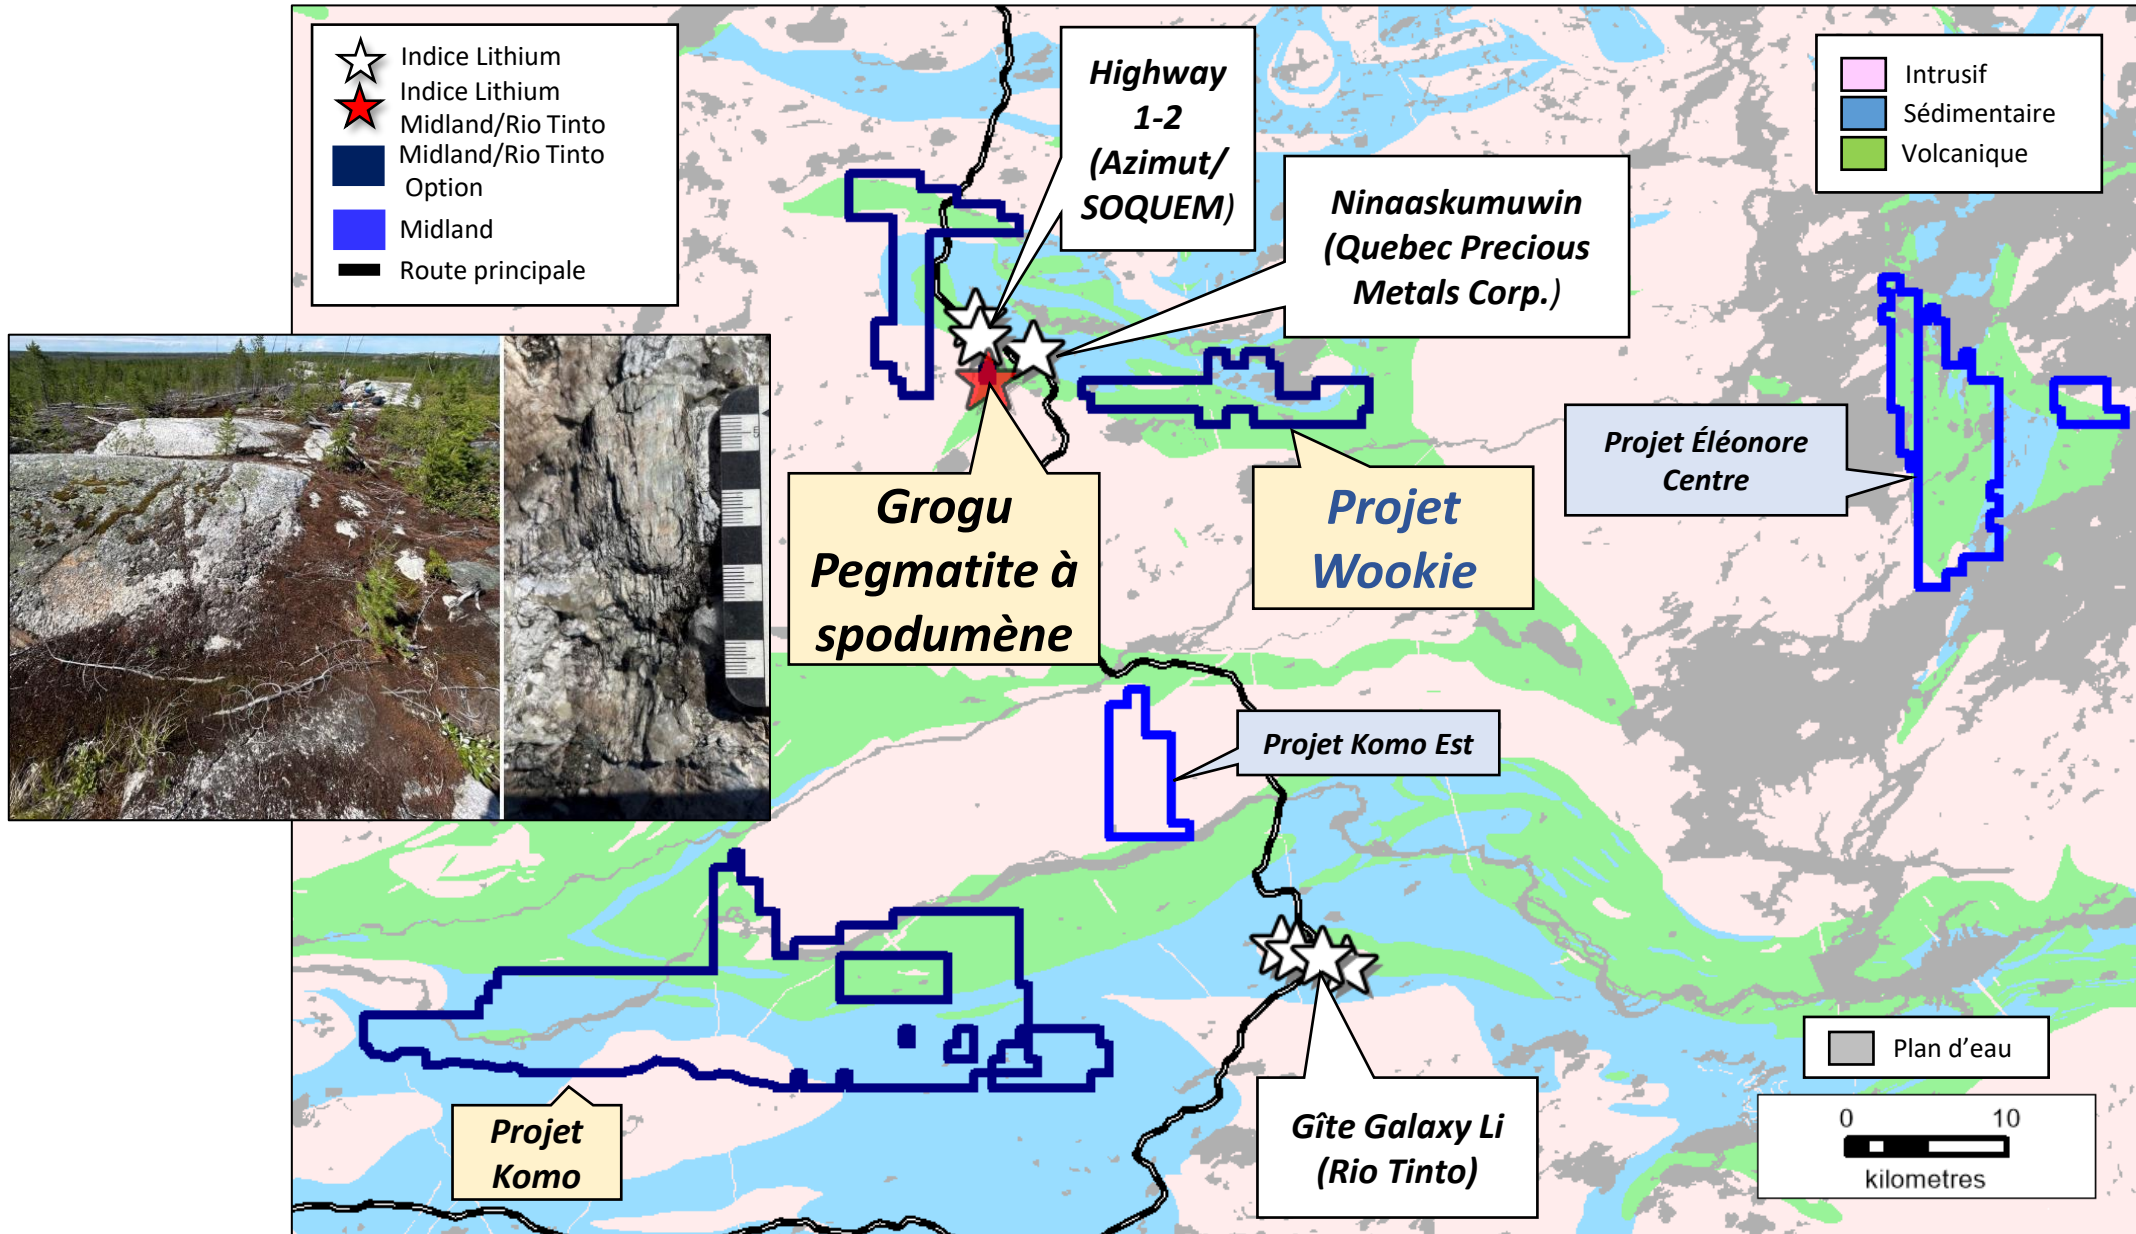 Indice Lithium
Indice Lithium
Midland/Rio Tinto
Midland/Rio Tinto
Option
Midland
Route principale
Highway
1-2
(Azimut/
SOQUEM)
Ninaaskumuwin
(Quebec Precious
Metals Corp.)
Intrusif
Sédimentaire
Volcanique
Projet Éléonore
Centre
Grogu
Pegmatite à
spodumène
Projet
Wookie
Projet Komo Est
Projet
Komo
Gîte Galaxy Li
(Rio Tinto)
Plan d'eau
0 10
kilometres